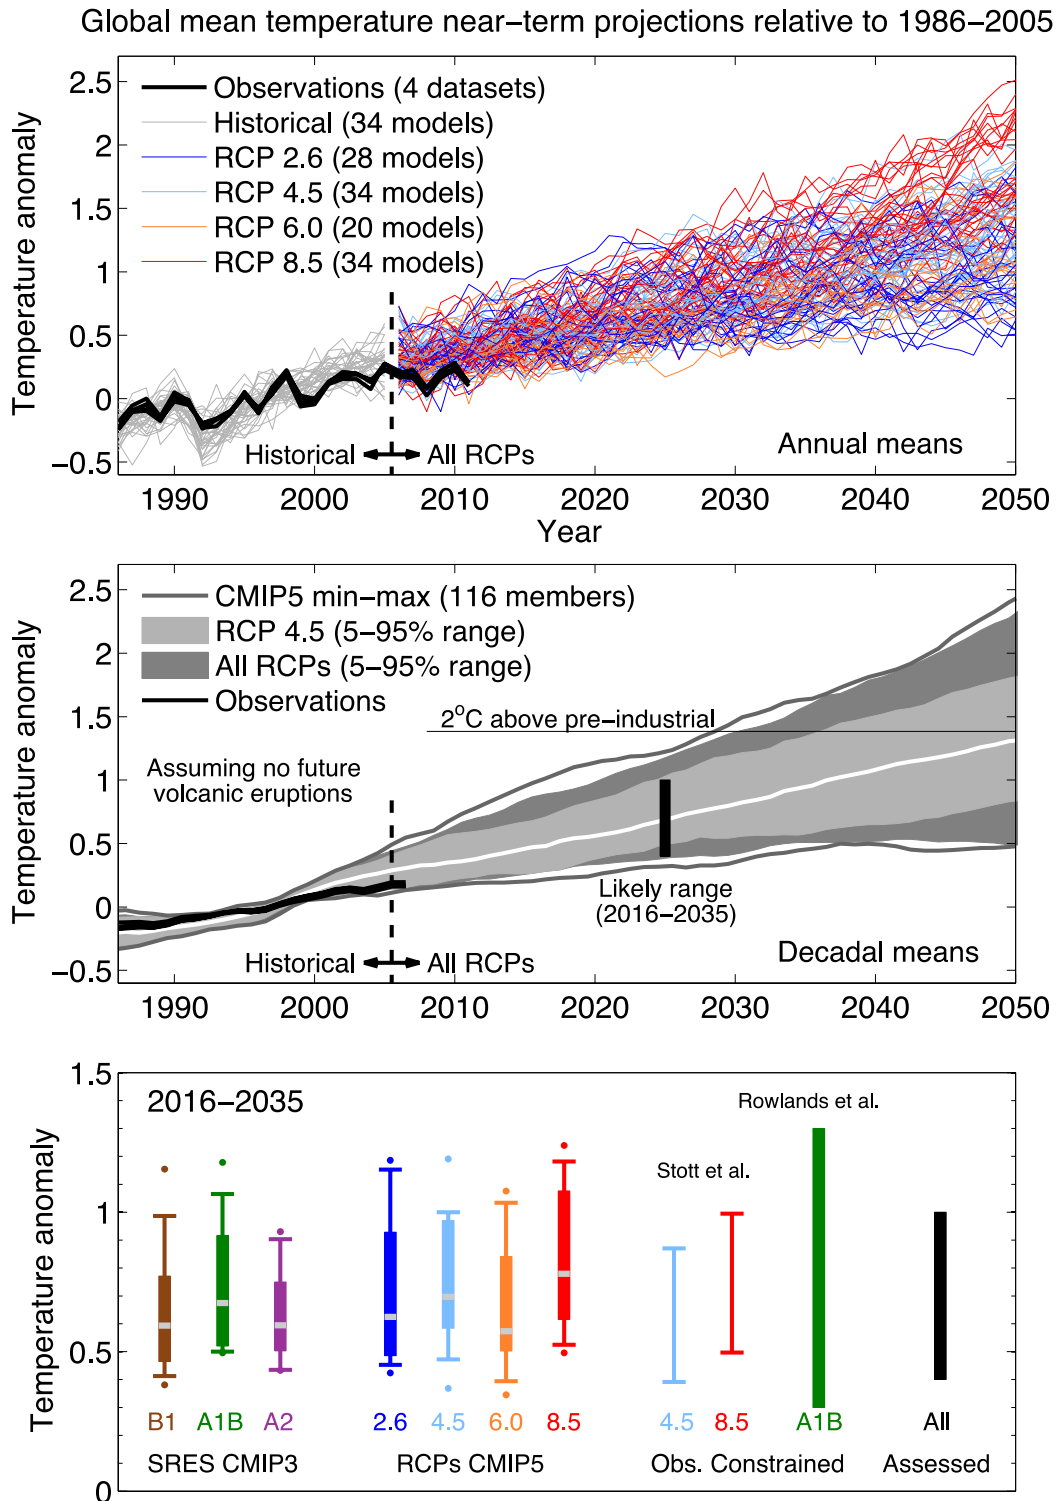 Global mean temperature near−term projections relative to 1986−2005
Temperature anomaly
2.5
2
1.5
1
0.5
0
−0.5
Observations (4 datasets)
Historical (34 models)
RCP 2.6 (28 models)
RCP 4.5 (34 models)
RCP 6.0 (20 models)
RCP 8.5 (34 models)
Historical
All RCPs
Annual means
1990 2000 2010 2020 2030 2040 2050
Year
Temperature anomaly
2.5
2
1.5
1
0.5
0
−0.5
CMIP5 min−max (116 members)
RCP 4.5 (5−95% range)
All RCPs (5−95% range)
Observations
2°C above pre−industrial
Assuming no future
volcanic eruptions
Likely range
(2016−2035)
Historical
All RCPs
Decadal means
1990 2000 2010 2020 2030 2040 2050
Temperature anomaly
1.5
1
0.5
0
2016−2035
Rowlands et al.
Stott et al.
B1 A1B A2 2.6 4.5 6.0 8.5 4.5 8.5 A1B All
SRES CMIP3 RCPs CMIP5 Obs. Constrained Assessed